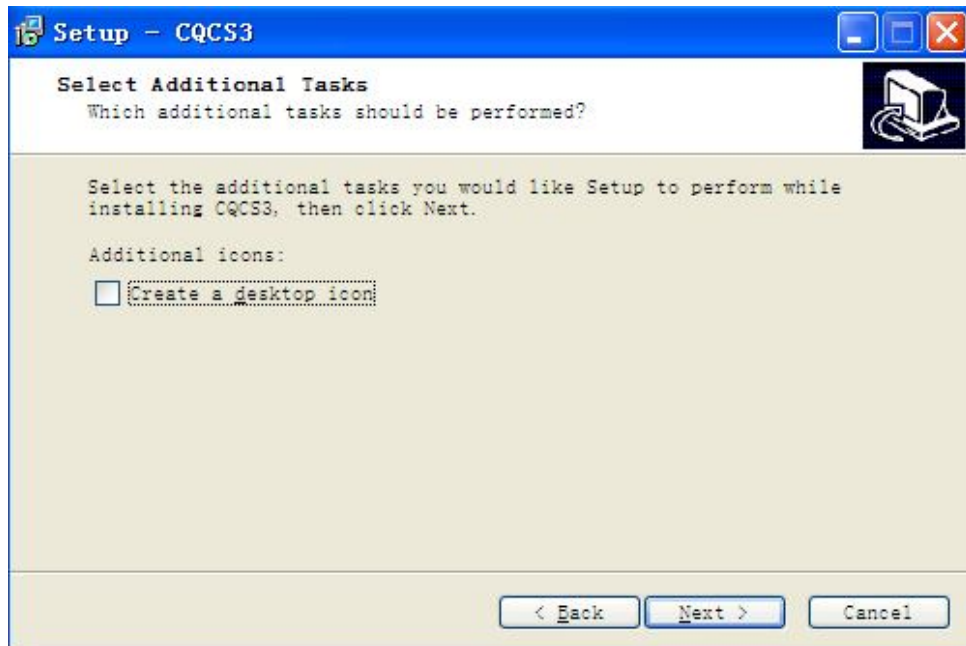 Setup - CQCS3
Select Additional Tasks
Which additional tasks should be performed?
Select the additional tasks you would like Setup to perform while
installing CQCS3, then click Next.
Additional icons:
Create a desktop icon
< Back
Next >
Cancel